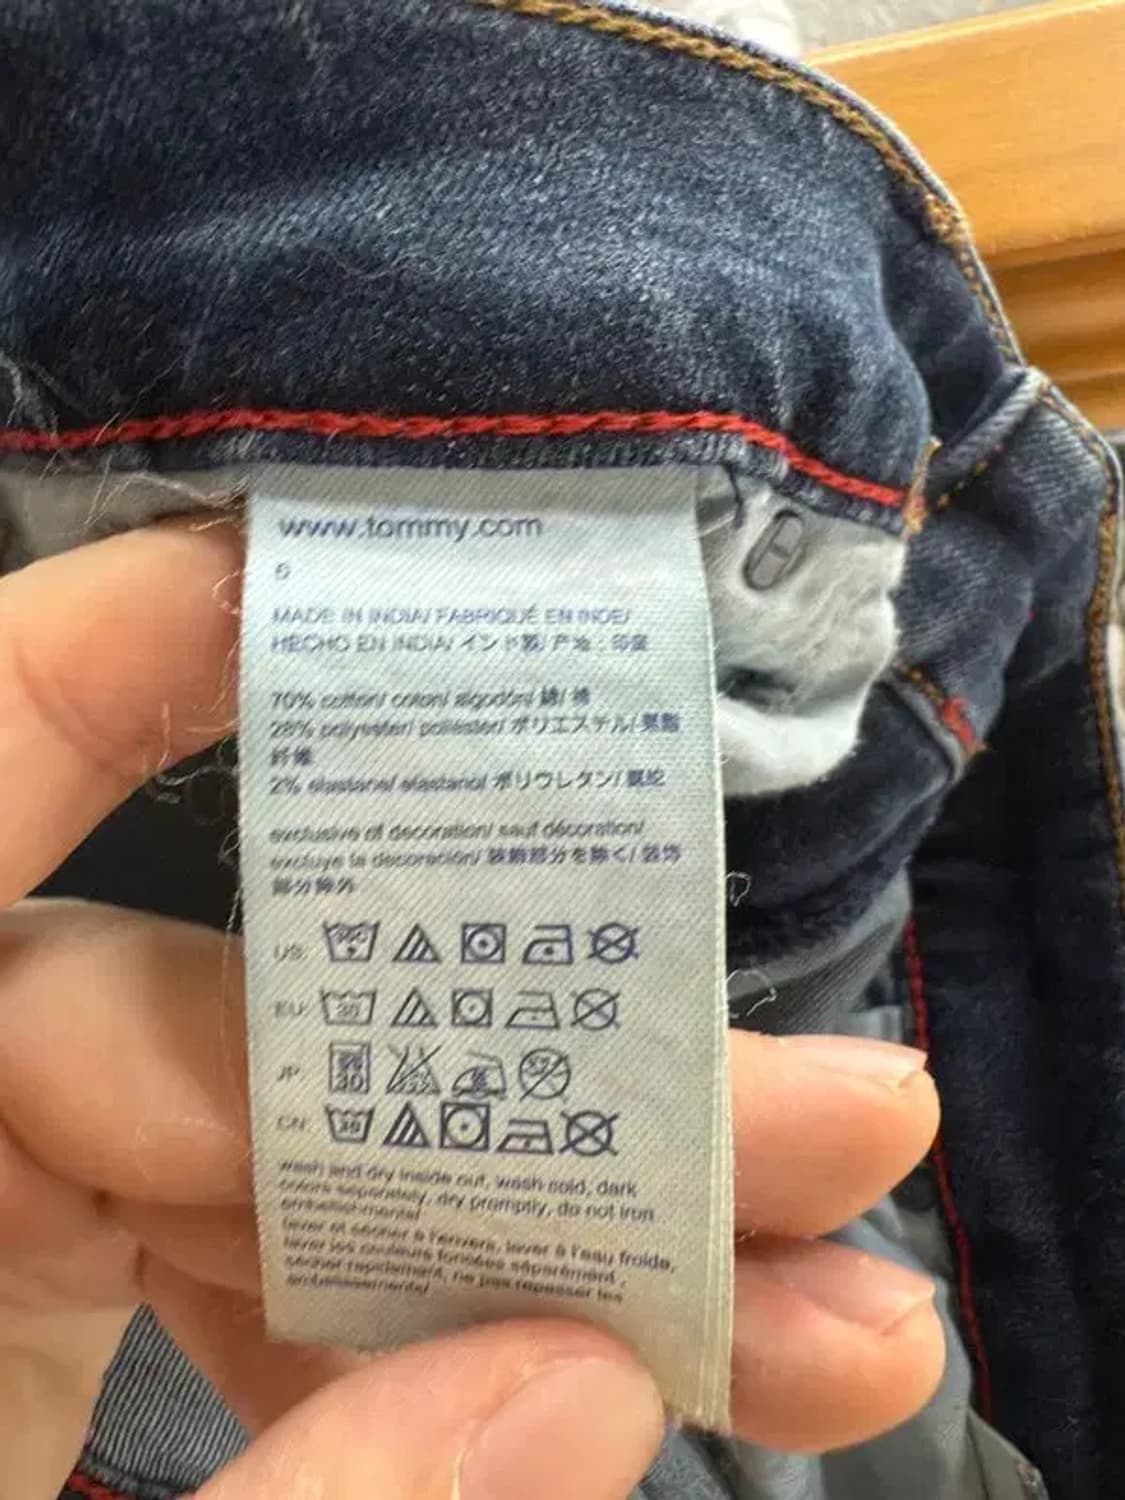 www.tommy.com
6
MADE IN INDIA/ FABRIQUÉ EN INDE/
HECHO EN INDIA/ インド製/ 产地：印度
70% cotton/ coton/ algodón/ 綿/ 棉
28% polyester/ poliéster/ ポリエステル/ 聚酯
纤维
2% elastane/ elastano/ ポリウレタン/ 氨纶
exclusive of decoration/ sauf décoration/
excluye la decoración/ 装飾部分を除く/ 装饰
部分除外
US:
EU: 30
JP: 30
CN: 30
wash and dry inside out, wash cold, dark
colors separately, dry promptly, do not iron
embellishments/
laver et sécher à l'envers, laver à l'eau froide,
laver les couleurs foncées séparément,
sécher rapidement, ne pas repasser les
embellissements/